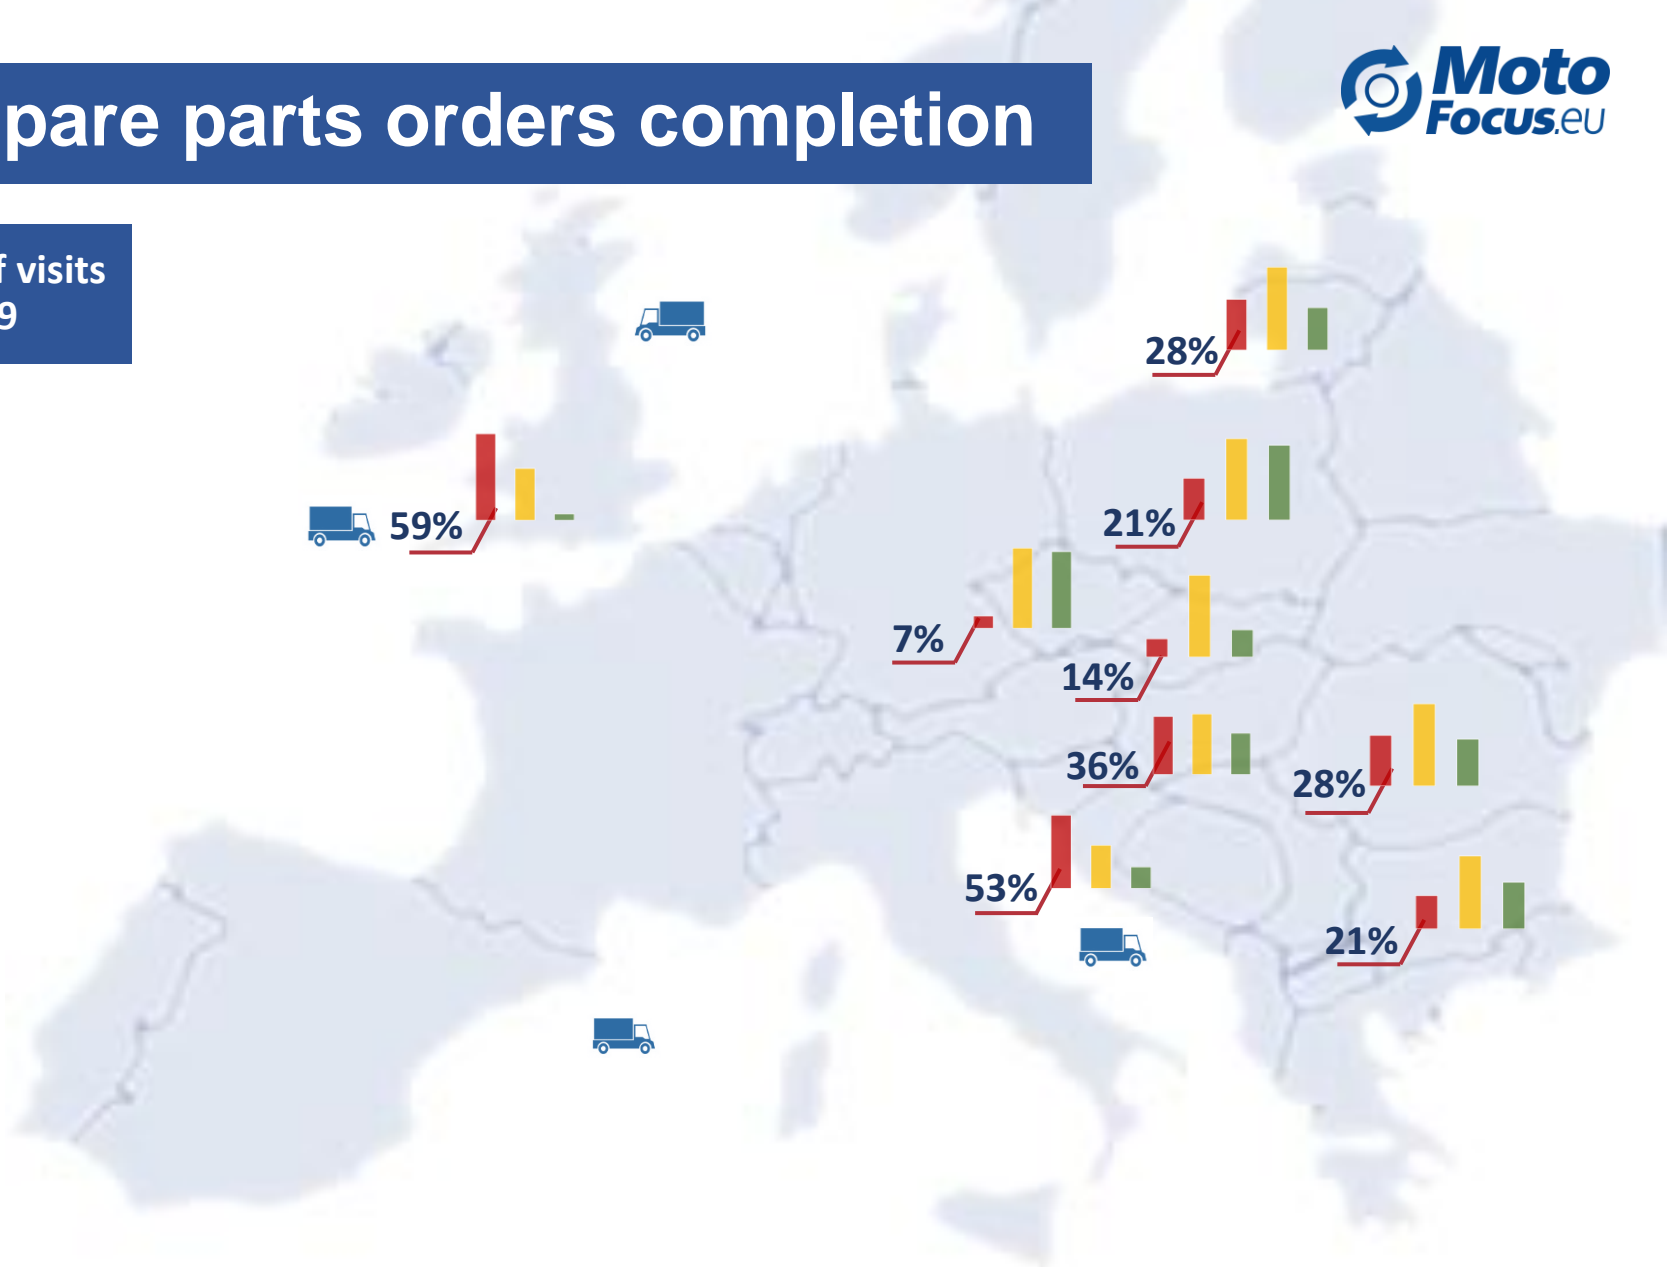 pare parts orders completion
Moto
Focus.eu
f visits
9
28%
59%
21%
7%
14%
36%
28%
53%
21%